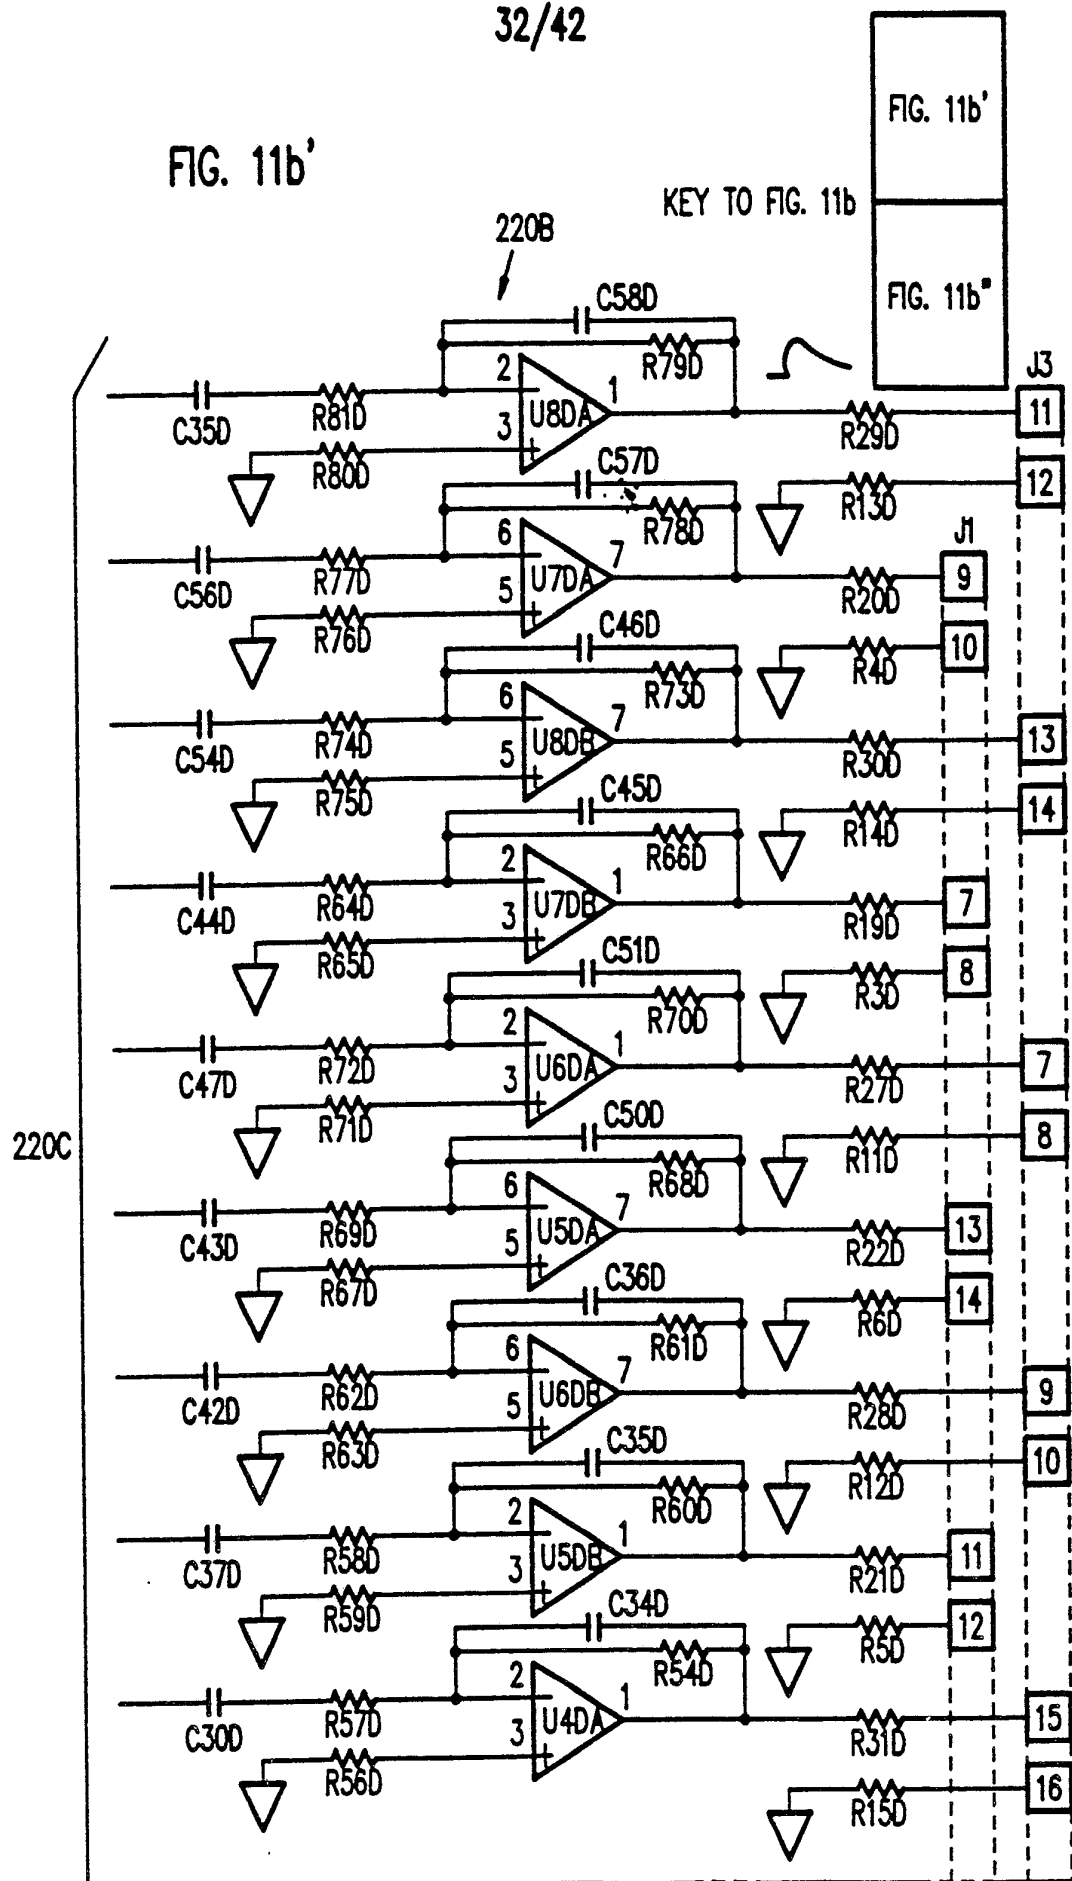 32/42
FIG. 11b'
KEY TO FIG. 11b
FIG. 11b'
FIG. 11b"
220B
220C
J3
J1
C58D
R79D
2
1
U8DA
3
C35D
R81D
R80D
R29D
11
R13D
12
C57D
R78D
6
7
U7DA
5
C56D
R77D
R76D
R20D
9
R4D
10
C46D
R73D
6
7
U8DB
5
C54D
R74D
R75D
R30D
13
R14D
14
C45D
R66D
2
1
U7DB
3
C44D
R64D
R65D
R19D
7
R3D
8
C51D
R70D
2
1
U6DA
3
C47D
R72D
R71D
R27D
7
R11D
8
C50D
R68D
6
7
U5DA
5
C43D
R69D
R67D
R22D
13
R6D
14
C36D
R61D
6
7
U6DB
5
C42D
R62D
R63D
R28D
9
R12D
10
C35D
R60D
2
1
U5DB
3
C37D
R58D
R59D
R21D
11
R5D
12
C34D
R54D
2
1
U4DA
3
C30D
R57D
R56D
R31D
15
R15D
16